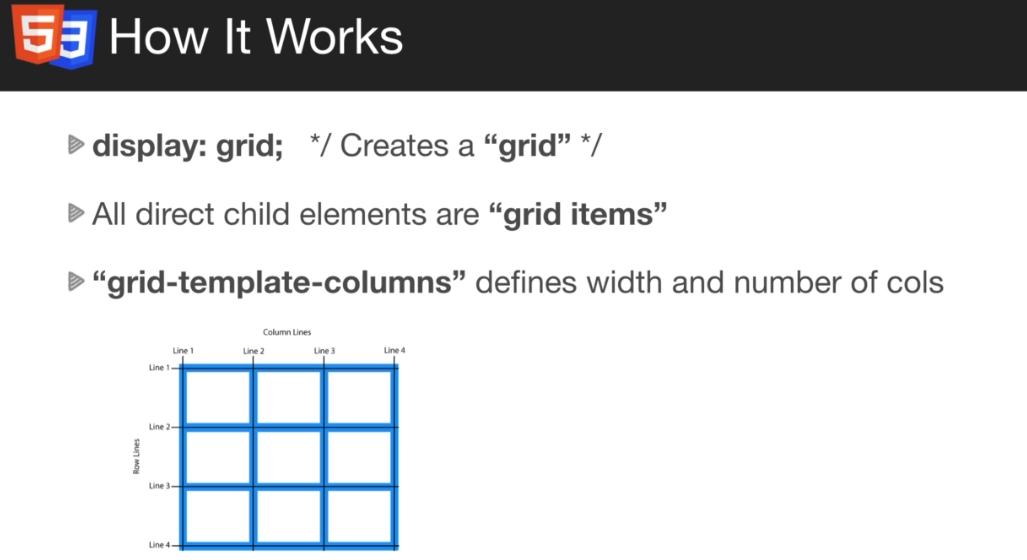 5 3 How It Works
display: grid; */ Creates a “grid” */
All direct child elements are “grid items”
“grid-template-columns” defines width and number of cols
Column Lines
Line 1 Line 2 Line 3 Line 4
Line 1
Line 2
Row Lines
Line 3
Line 4